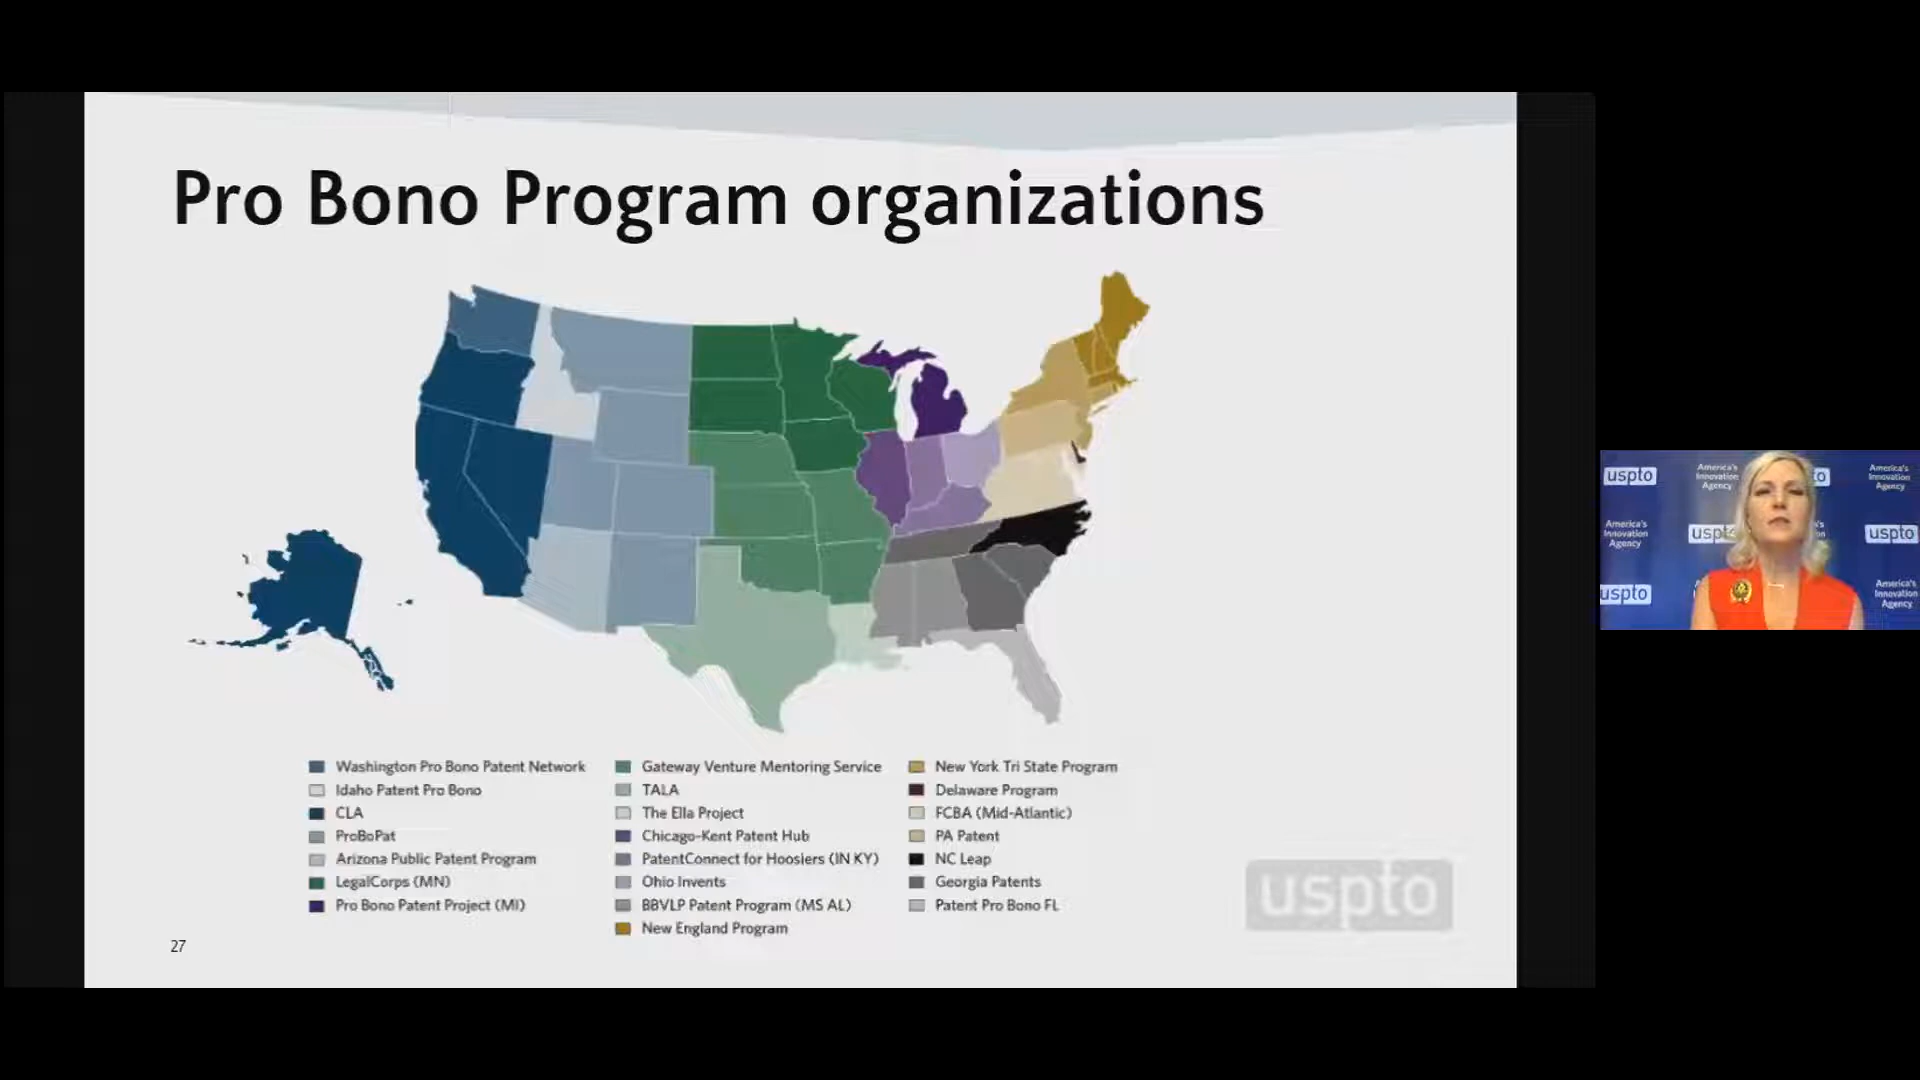 Pro Bono Program organizations
Washington Pro Bono Patent Network
Idaho Patent Pro Bono
CLA
ProBoPat
Arizona Public Patent Program
LegalCorps (MN)
Pro Bono Patent Project (MI)
Gateway Venture Mentoring Service
TALA
The Ella Project
Chicago-Kent Patent Hub
PatentConnect for Hoosiers (IN KY)
Ohio Invents
BBVLP Patent Program (MS AL)
New England Program
New York Tri State Program
Delaware Program
FCBA (Mid-Atlantic)
PA Patent
NC Leap
Georgia Patents
Patent Pro Bono FL
27
uspto
uspto
America's
Innovation
Agency
America's
Innovation
Agency
America's
Innovation
Agency
uspto
uspto
America's
Innovation
Agency